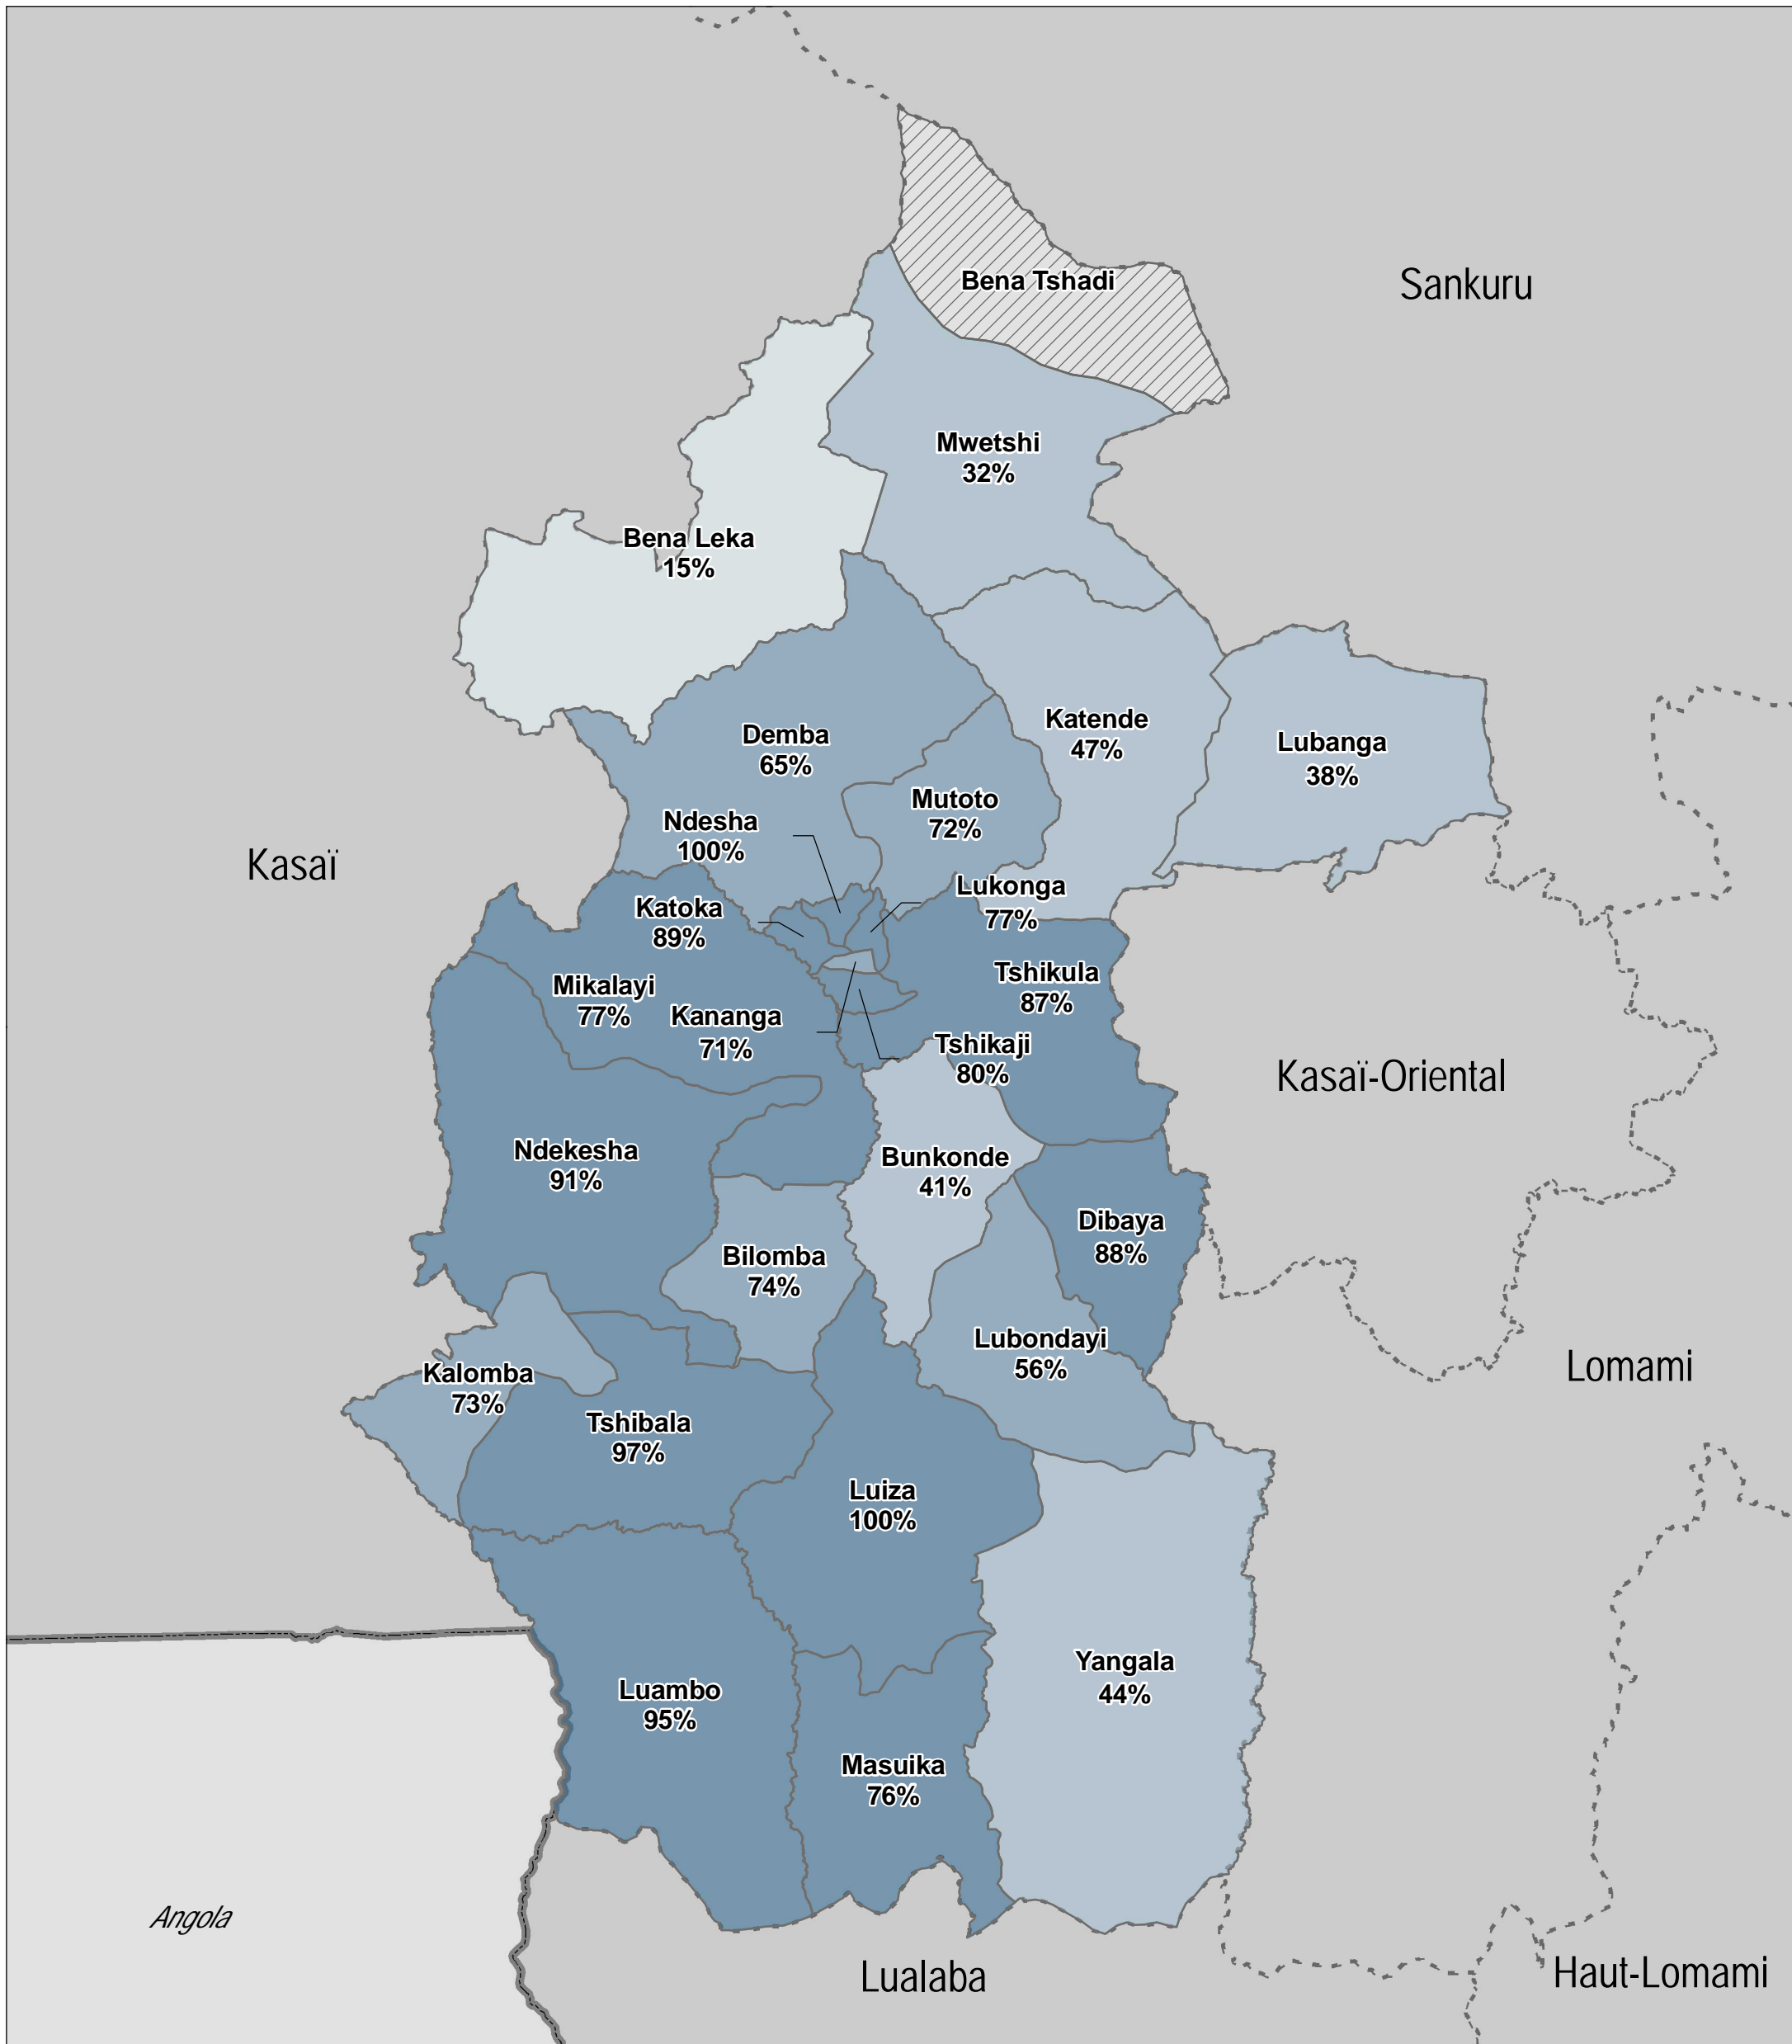 Sankuru
Bena Tshadi
Mwetshi
32%
Bena Leka
15%
Katende
47%
Demba
65%
Lubanga
38%
Mutoto
72%
Ndesha
100%
Kasaï
Lukonga
77%
Katoka
89%
Tshikula
87%
Mikalayi
77%
Kananga
71%
Tshikaji
80%
Kasaï-Oriental
Ndekesha
91%
Bunkonde
41%
Dibaya
88%
Bilomba
74%
Lubondayi
56%
Lomami
Kalomba
73%
Tshibala
97%
Luiza
100%
Yangala
44%
Luambo
95%
Masuika
76%
Angola
Lualaba
Haut-Lomami